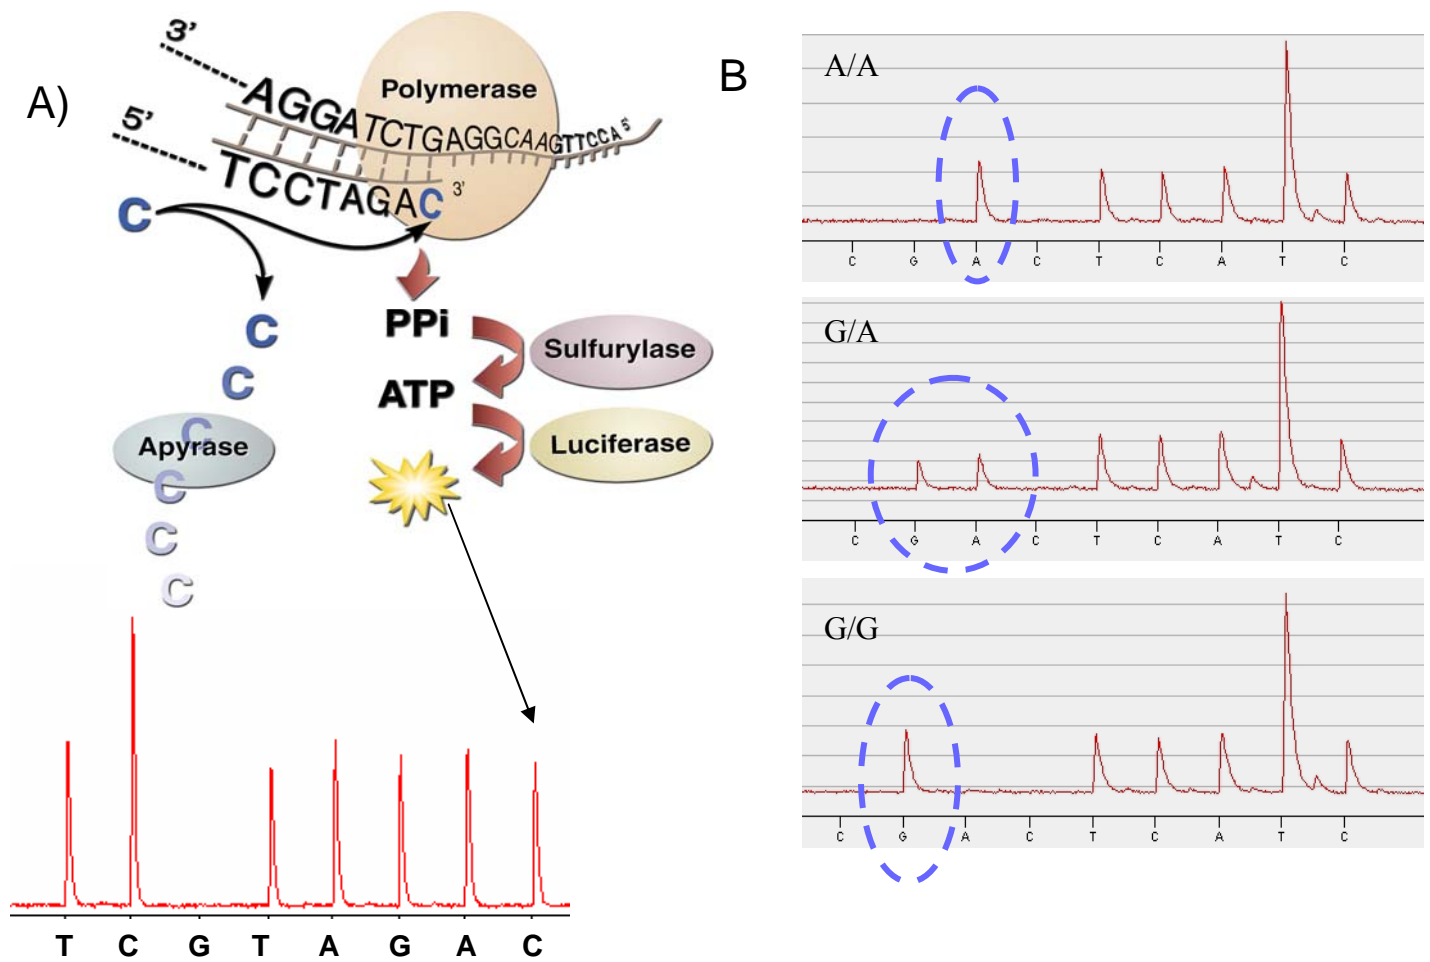 A)
3'
AGGATCTGAGGCAAGTTCCA 5'
Polymerase
5'
TCCTAGAC 3'
C
C
C
C
C
C
C
Apyrase
PPi
Sulfurylase
ATP
Luciferase
T C G T A G A C
B
A/A
C G A C T C A T C
G/A
C G A C T C A T C
G/G
C G A C T C A T C